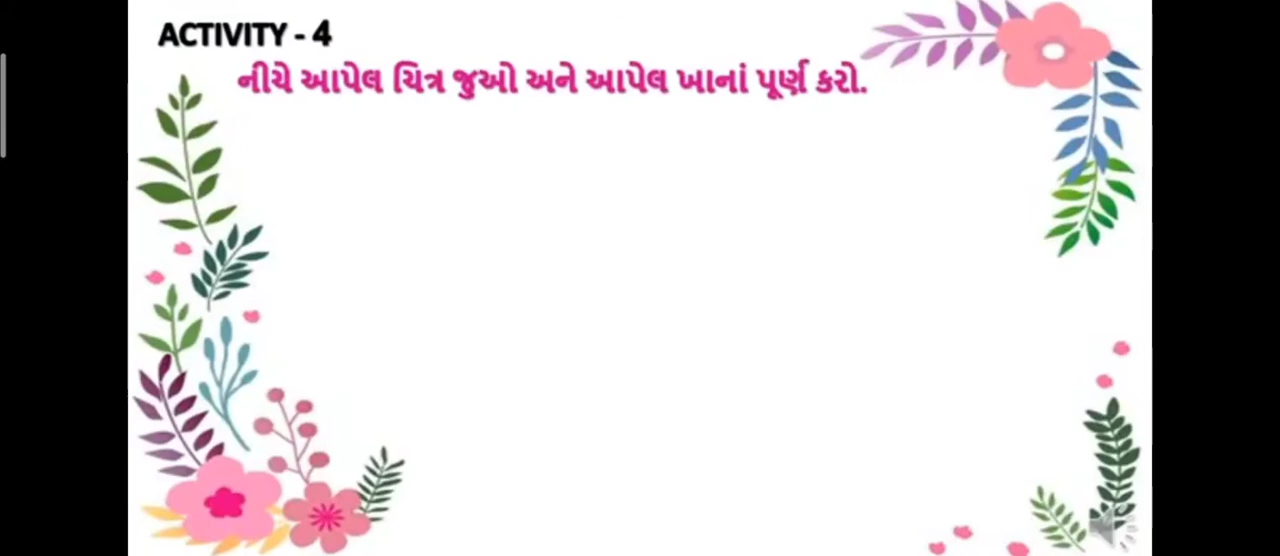 ACTIVITY - 4
નીચે આપેલ ચિત્ર જુઓ અને આપેલ ખાનાં પૂર્ણ કરો.